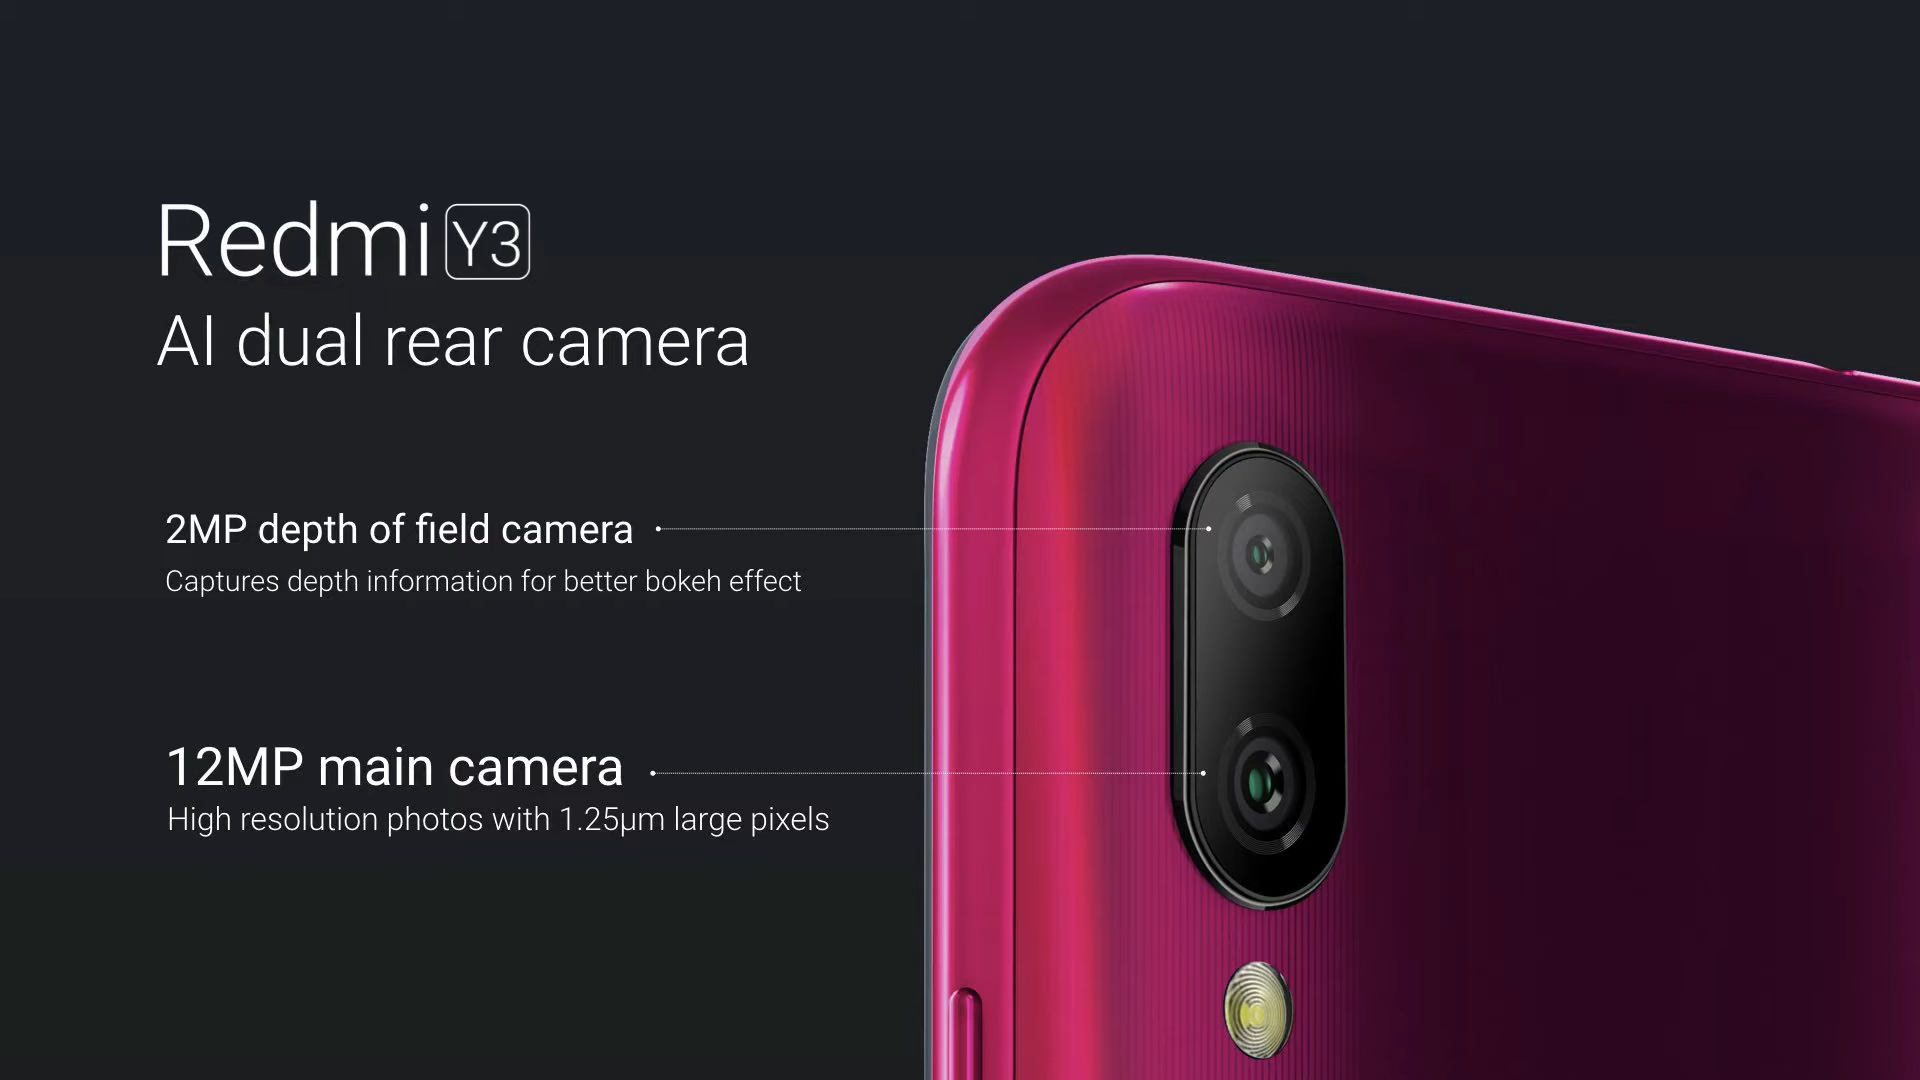 Redmi Y3
AI dual rear camera
2MP depth of field camera
Captures depth information for better bokeh effect
12MP main camera
High resolution photos with 1.25μm large pixels